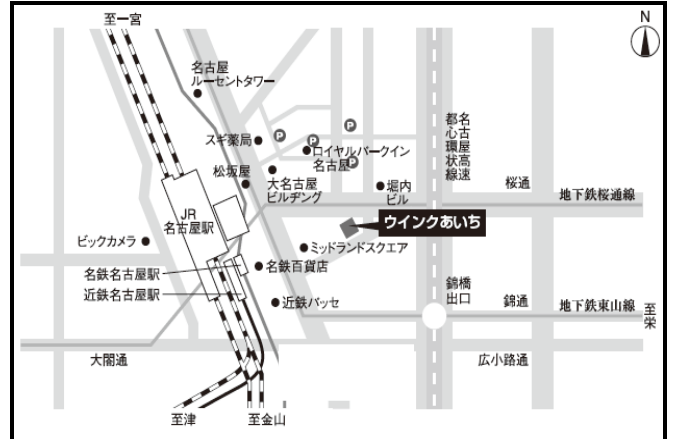 至一宮
N
名古屋
ルーセントタワー
スギ薬局
P
P
P
P
ロイヤルパークイン
名古屋
松坂屋
大名古屋
ビルヂング
堀内
ビル
名古屋高速
都心環状線
桜通
地下鉄桜通線
JR
名古屋駅
ウインクあいち
ビックカメラ
ミッドランドスクエア
名鉄名古屋駅
名鉄百貨店
近鉄名古屋駅
近鉄パッセ
錦橋
出口
錦通
地下鉄東山線
至栄
太閤通
広小路通
至津
至金山